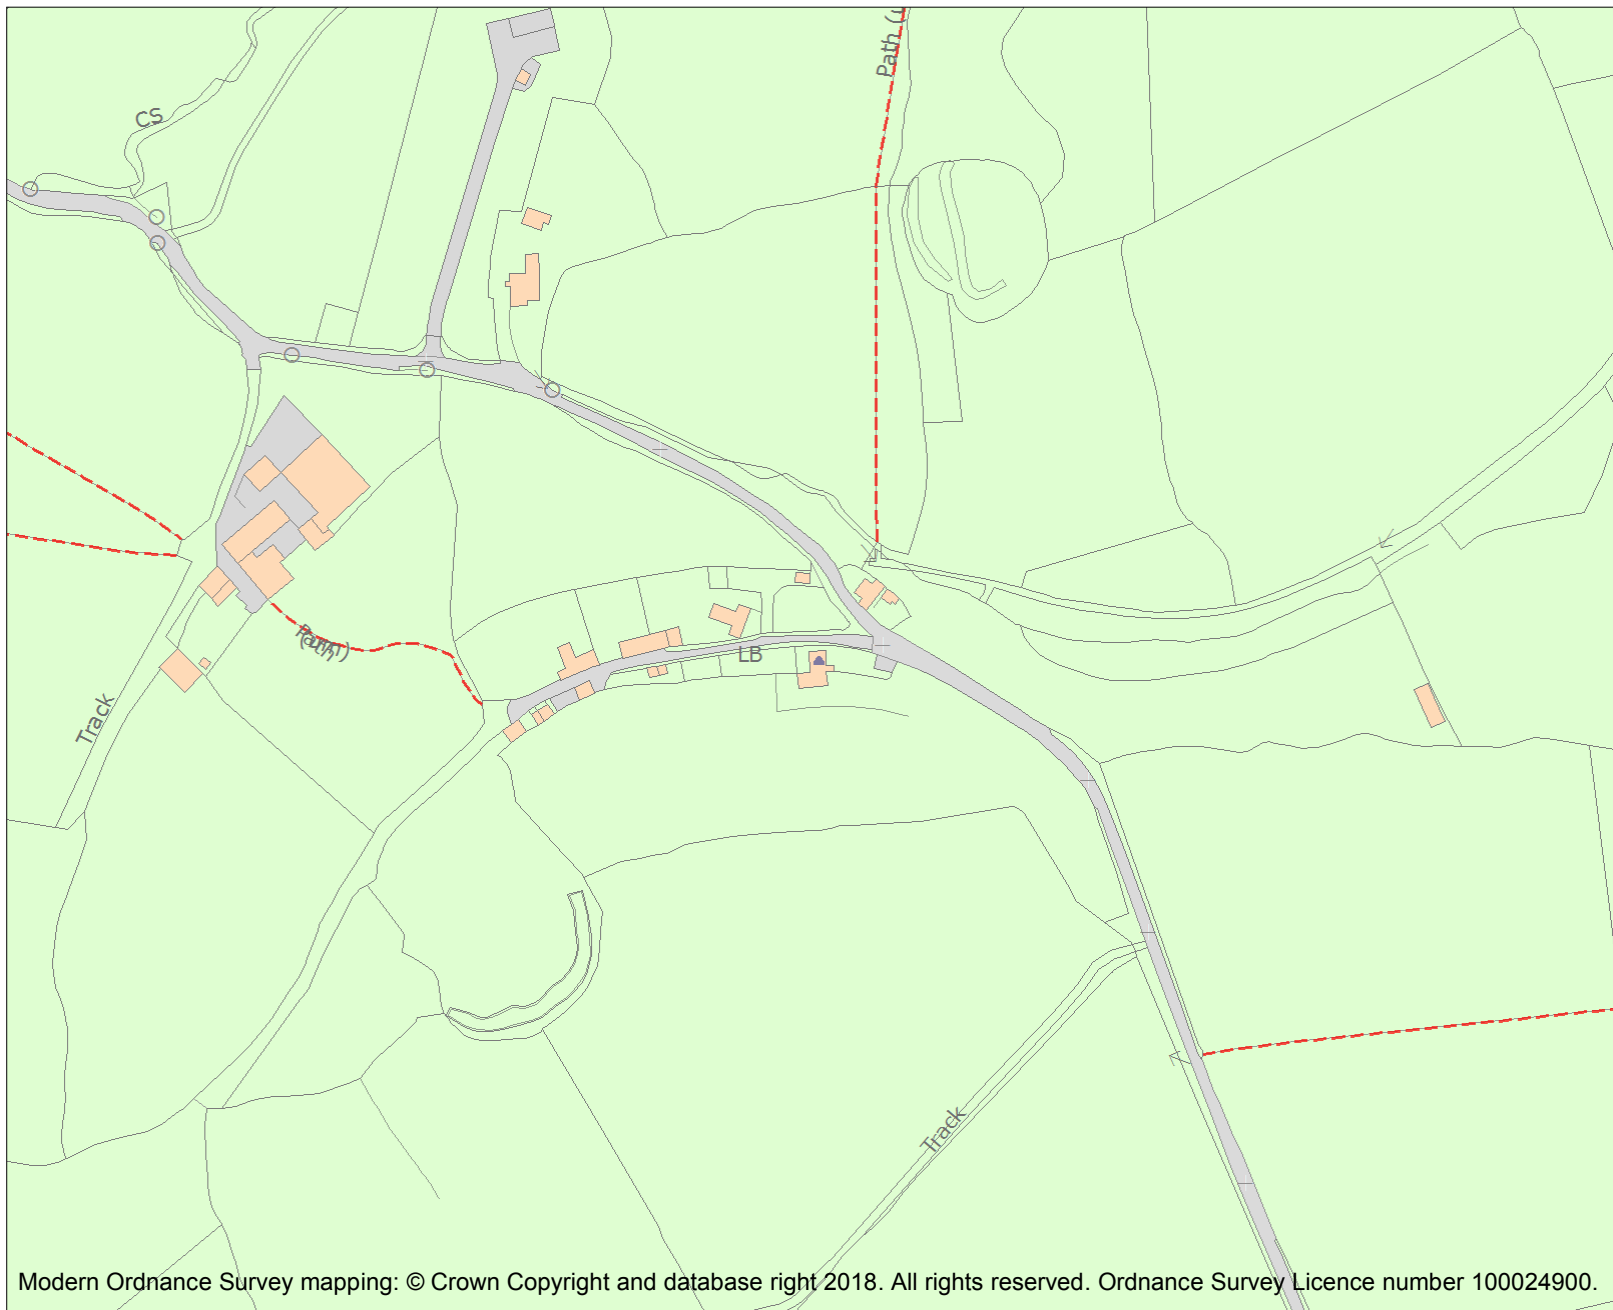 Path (u
CS
(um)
Path
LB
Track
Track
Modern Ordnance Survey mapping: © Crown Copyright and database right 2018. All rights reserved. Ordnance Survey Licence number 100024900.